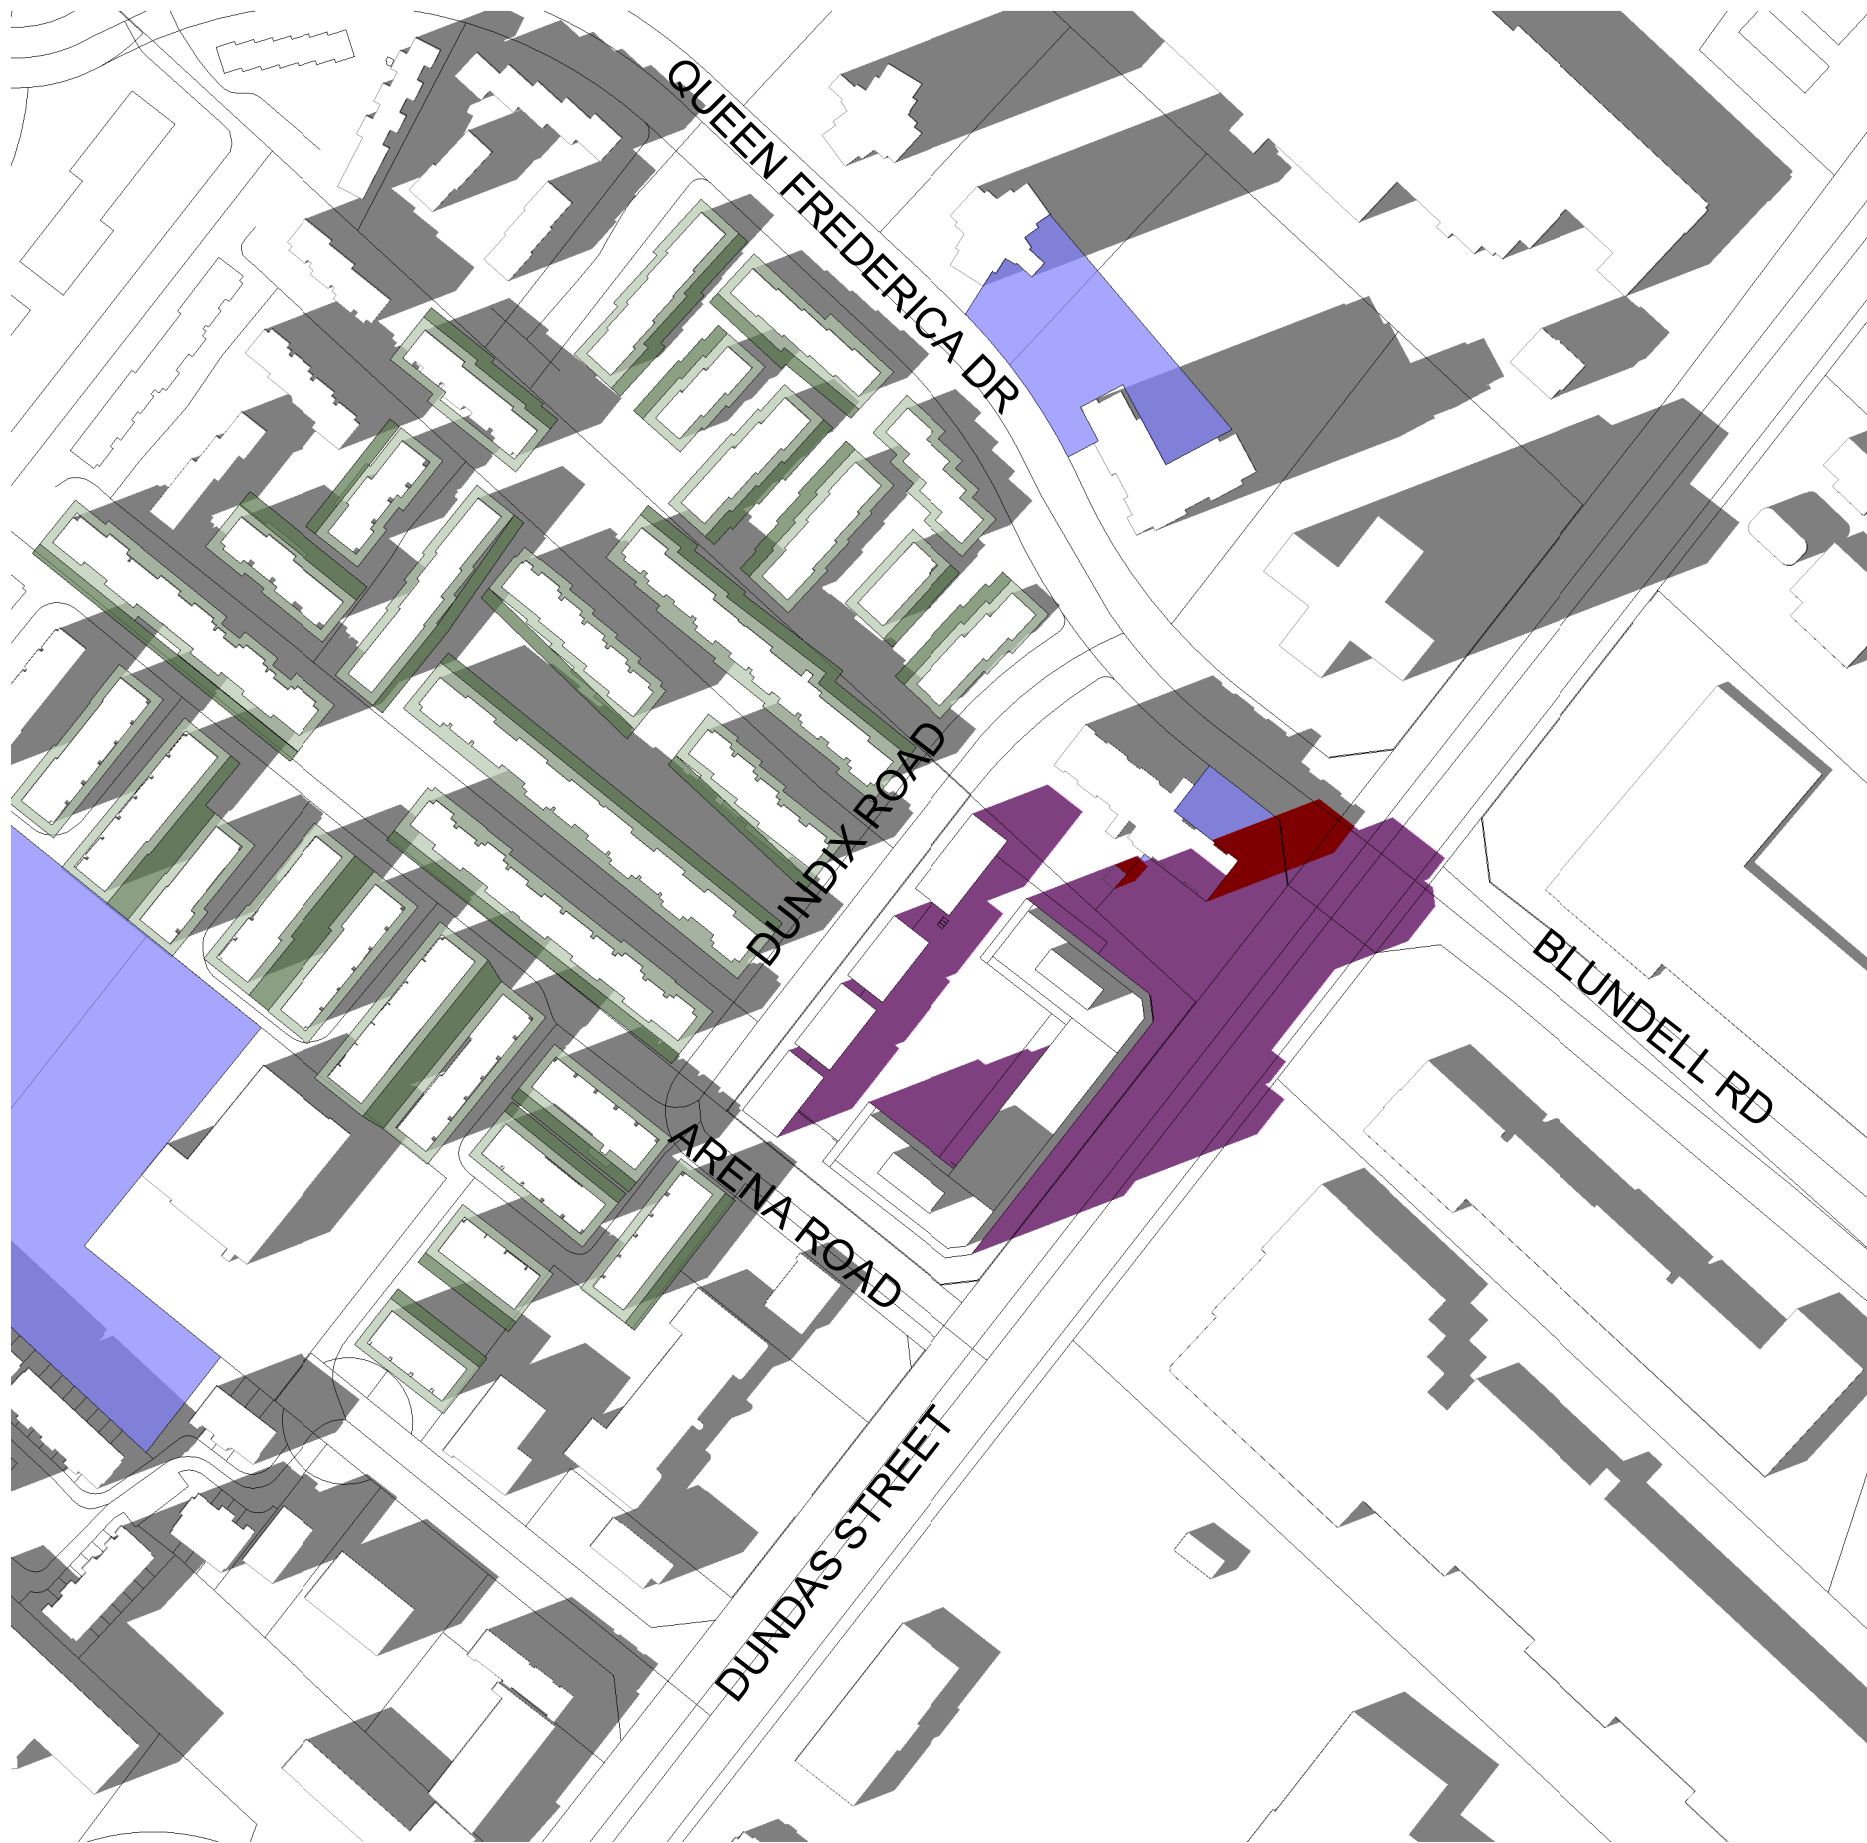 QUEEN FREDERICA DR
DUNDIX ROAD
BLUNDELL RD
ARENA ROAD
DUNDAS STREET